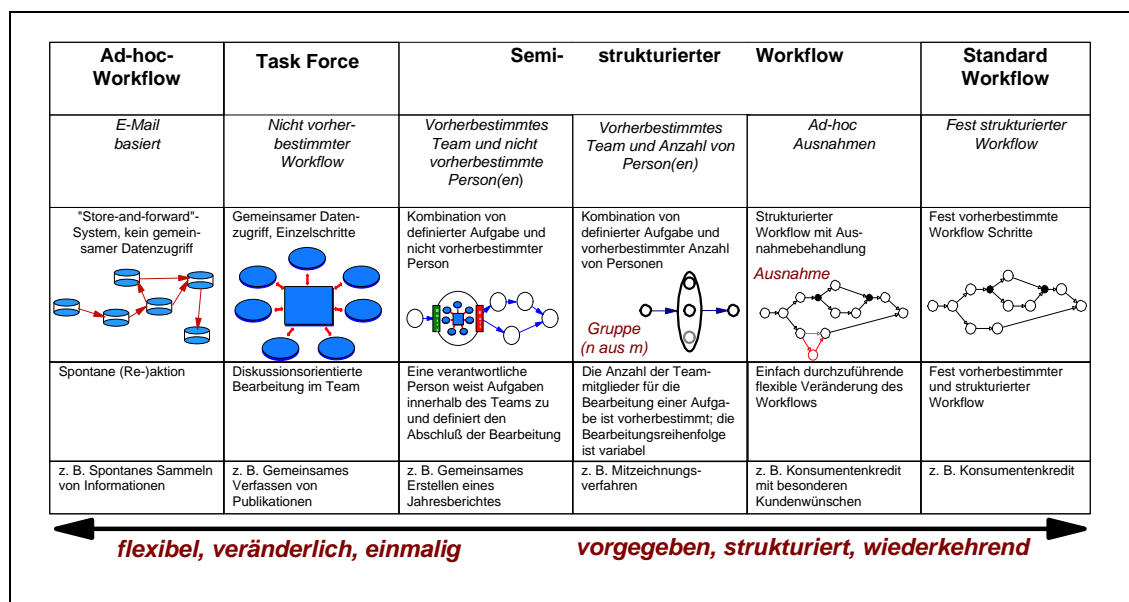 Ad-hoc-
Workflow
Task Force
Semi- strukturierter Workflow
Standard
Workflow
E-Mail
basiert
Nicht vorher-
bestimmter
Workflow
Vorherbestimmtes
Team und nicht
vorherbestimmte
Person(en)
Vorherbestimmtes
Team und Anzahl von
Person(en)
Ad-hoc
Ausnahmen
Fest strukturierter
Workflow
"Store-and-forward"-
System, kein gemein-
samer Datenzugriff
Gemeinsamer Daten-
zugriff, Einzelschritte
Kombination von
definierter Aufgabe und
nicht vorherbestimmter
Person
Kombination von
definierter Aufgabe und
vorherbestimmter Anzahl
von Personen
Gruppe
(n aus m)
Strukturierter
Workflow mit Aus-
nahmebehandlung
Ausnahme
Fest vorherbestimmte
Workflow Schritte
Spontane (Re-)aktion
Diskussionsorientierte
Bearbeitung im Team
Eine verantwortliche
Person weist Aufgaben
innerhalb des Teams zu
und definiert den
Abschluß der Bearbeitung
Die Anzahl der Team-
mitglieder für die
Bearbeitung einer Aufga-
be ist vorherbestimmt; die
Bearbeitungsreihenfolge
ist variabel
Einfach durchzuführende
flexible Veränderung des
Workflows
Fest vorherbestimmter
und strukturierter
Workflow
z. B. Spontanes Sammeln
von Informationen
z. B. Gemeinsames
Verfassen von
Publikationen
z. B. Gemeinsames
Erstellen eines
Jahresberichtes
z. B. Mitzeichnungs-
verfahren
z. B. Konsumentenkredit
mit besonderen
Kundenwünschen
z. B. Konsumentenkredit
flexibel, veränderlich, einmalig
vorgegeben, strukturiert, wiederkehrend